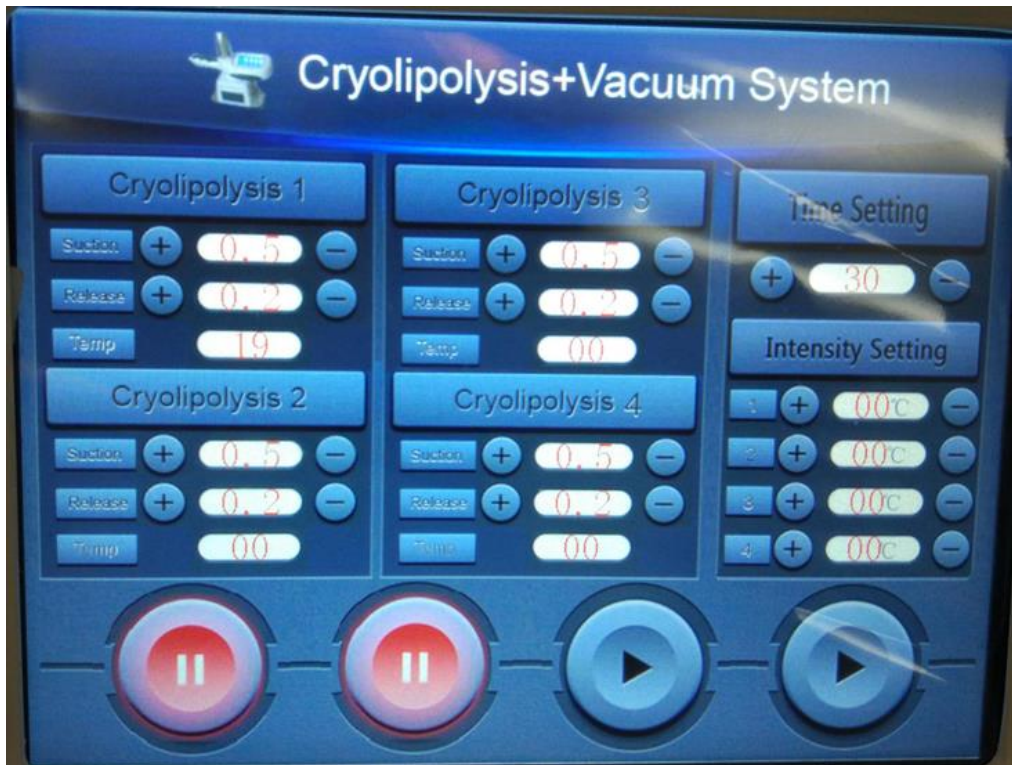 Cryolipolysis+Vacuum System
Cryolipolysis 1
Suction + 0.5 −
Release + 0.2 −
Temp 19
Cryolipolysis 2
Suction + 0.5 −
Release + 0.2 −
Temp 00
Cryolipolysis 3
Suction + 0.5 −
Release + 0.2 −
Temp 00
Cryolipolysis 4
Suction + 0.5 −
Release + 0.2 −
Temp 00
Time Setting
+ 30 −
Intensity Setting
1 + 00℃ −
2 + 00℃ −
3 + 00℃ −
4 + 00℃ −